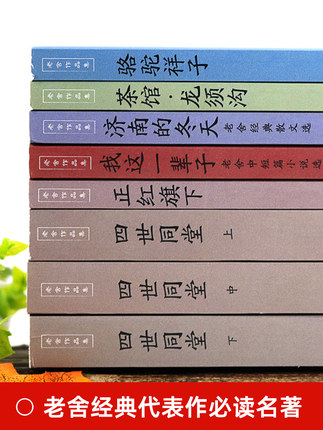 老舍作品集 骆驼祥子
老舍作品集 茶馆·龙须沟
老舍作品集 济南的冬天 老舍经典散文选
老舍作品集 我这一辈子 老舍中短篇小说选
老舍作品集 正红旗下
老舍作品集 四世同堂 上
老舍作品集 四世同堂 中
老舍作品集 四世同堂 下
老舍经典代表作必读名著